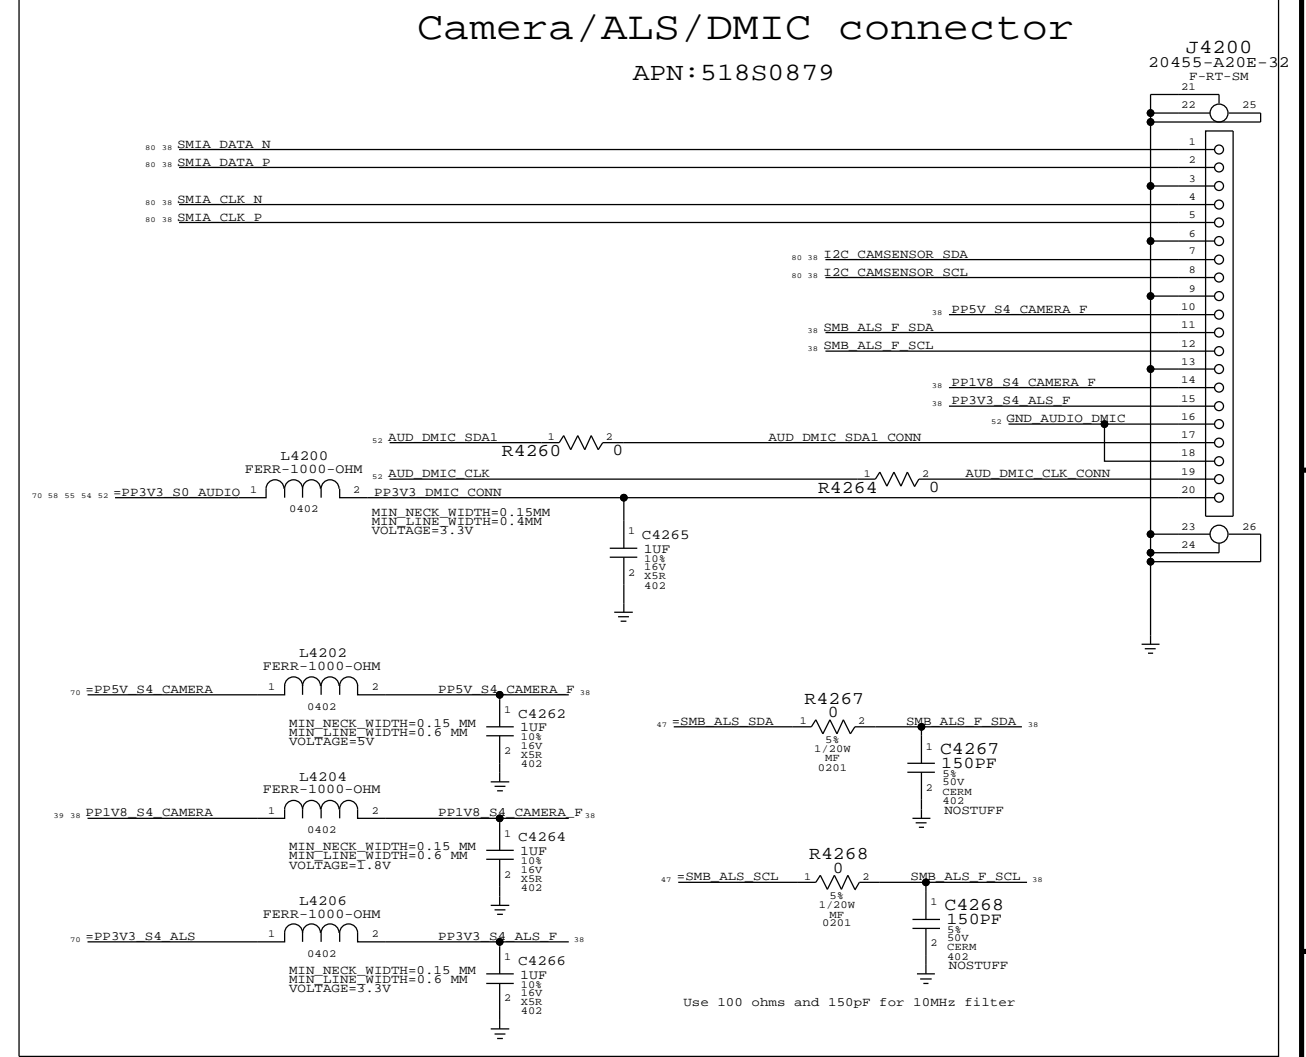 Camera/ALS/DMIC connector
APN:518S0879
J4200
20455-A20E-32
F-RT-SM
21
22 25
80 38 SMIA_DATA_N 1
80 38 SMIA_DATA_P 2
3
80 38 SMIA_CLK_N 4
80 38 SMIA_CLK_P 5
6
80 38 I2C_CAMSENSOR_SDA 7
80 38 I2C_CAMSENSOR_SCL 8
9
38 PP5V_S4_CAMERA_F 10
38 SMB_ALS_F_SDA 11
38 SMB_ALS_F_SCL 12
13
38 PP1V8_S4_CAMERA_F 14
38 PP3V3_S4_ALS_F 15
52 GND_AUDIO_DMIC 16
52 AUD_DMIC_SDA1 1 2 AUD_DMIC_SDA1_CONN 17
R4260 0
18
52 AUD_DMIC_CLK 1 2 AUD_DMIC_CLK_CONN 19
R4264 0
L4200
FERR-1000-OHM
70 58 55 54 52 =PP3V3_S0_AUDIO 1 2 PP3V3_DMIC_CONN 20
0402
MIN_NECK_WIDTH=0.15MM
MIN_LINE_WIDTH=0.4MM
VOLTAGE=3.3V
1 C4265
1UF
10%
16V
2 X5R
402
23 26
24
L4202
FERR-1000-OHM
70 =PP5V_S4_CAMERA 1 2 PP5V_S4_CAMERA_F 38
0402
MIN_NECK_WIDTH=0.15 MM
MIN_LINE_WIDTH=0.6 MM
VOLTAGE=5V
1 C4262
1UF
10%
16V
2 X5R
402
L4204
FERR-1000-OHM
39 38 PP1V8_S4_CAMERA 1 2 PP1V8_S4_CAMERA_F 38
0402
MIN_NECK_WIDTH=0.15 MM
MIN_LINE_WIDTH=0.6 MM
VOLTAGE=1.8V
1 C4264
1UF
10%
16V
2 X5R
402
L4206
FERR-1000-OHM
70 =PP3V3_S4_ALS 1 2 PP3V3_S4_ALS_F 38
0402
MIN_NECK_WIDTH=0.15 MM
MIN_LINE_WIDTH=0.6 MM
VOLTAGE=3.3V
1 C4266
1UF
10%
16V
2 X5R
402
R4267
0
47 =SMB_ALS_SDA 1 2 SMB_ALS_F_SDA 38
5%
1/20W
MF
0201
1 C4267
150PF
5%
50V
2 CERM
402
NOSTUFF
R4268
0
47 =SMB_ALS_SCL 1 2 SMB_ALS_F_SCL 38
5%
1/20W
MF
0201
1 C4268
150PF
5%
50V
2 CERM
402
NOSTUFF
Use 100 ohms and 150pF for 10MHz filter